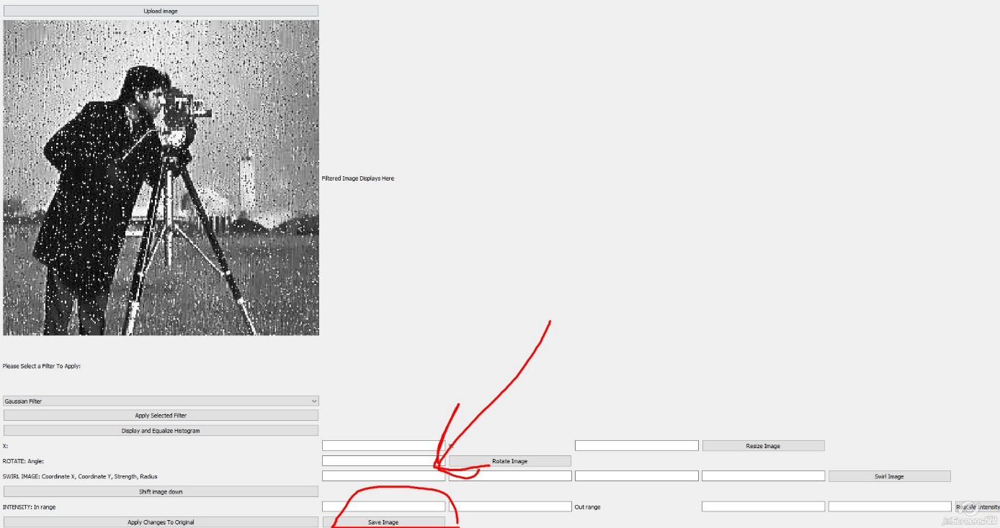 Upload image
Filtered Image Displays Here
Please Select a Filter To Apply:
Gaussian Filter
Apply Selected Filter
Display and Equalize Histogram
X: Y: Resize Image
ROTATE: Angle: Rotate Image
SWIRL IMAGE: Coordinate X, Coordinate Y, Strength, Radius Swirl Image
Shift image down
INTENSITY: In range Out range Rescale Intensity
Apply Changes To Original Save Image
jetScreenshot